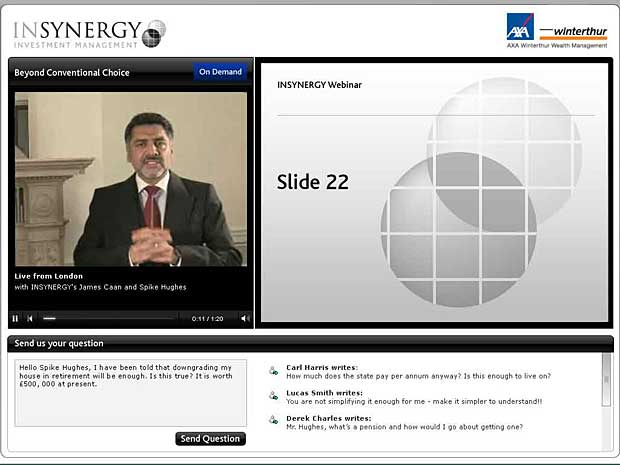 INSYNERGY
INVESTMENT MANAGEMENT
AXA
winterthur
AXA Winterthur Wealth Management
Beyond Conventional Choice
On Demand
Live from London
with INSYNERGY's James Caan and Spike Hughes
0:11 / 1:20
INSYNERGY Webinar
Slide 22
Send us your question
Hello Spike Hughes, I have been told that downgrading my
house in retirement will be enough. Is this true? It is worth
£500, 000 at present.
Send Question
Carl Harris writes:
How much does the state pay per annum anyway? Is this enough to live on?
Lucas Smith writes:
You are not simplifying it enough for me - make it simpler to understand!!
Derek Charles writes:
Mr. Hughes, what's a pension and how would I go about getting one?